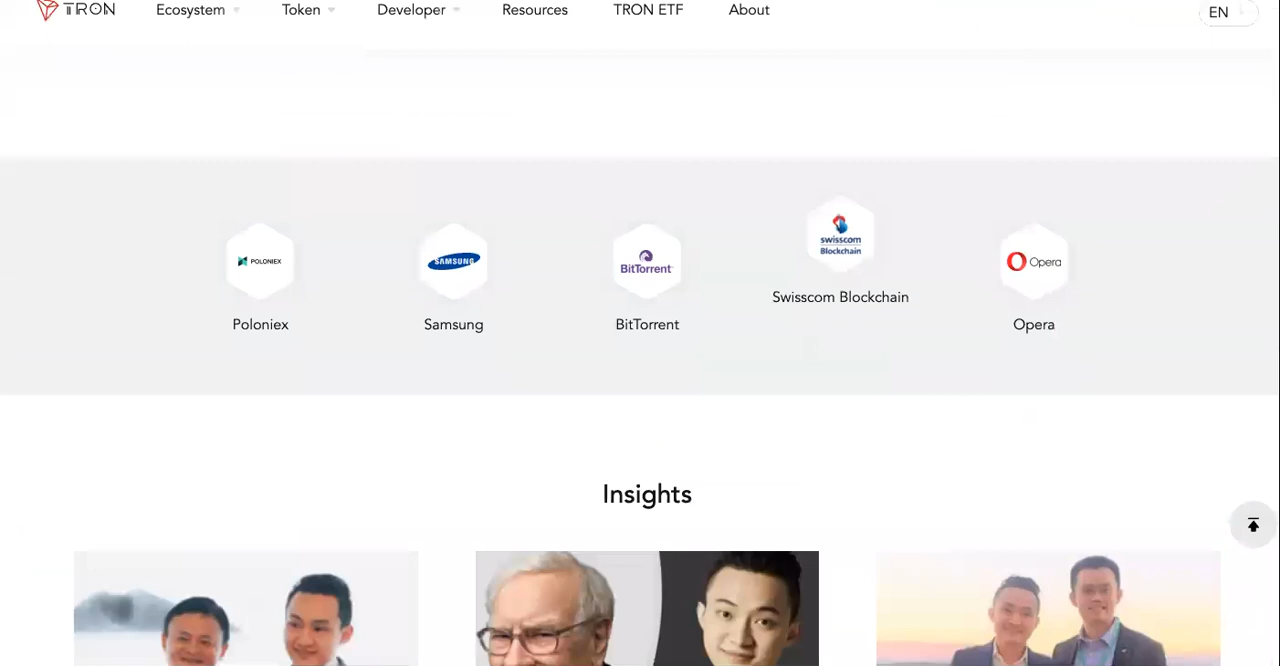 TRON Ecosystem Token Developer Resources TRON ETF About EN
POLONIEX SAMSUNG BitTorrent swisscom Blockchain Opera
Swisscom Blockchain
Poloniex Samsung BitTorrent Opera
Insights